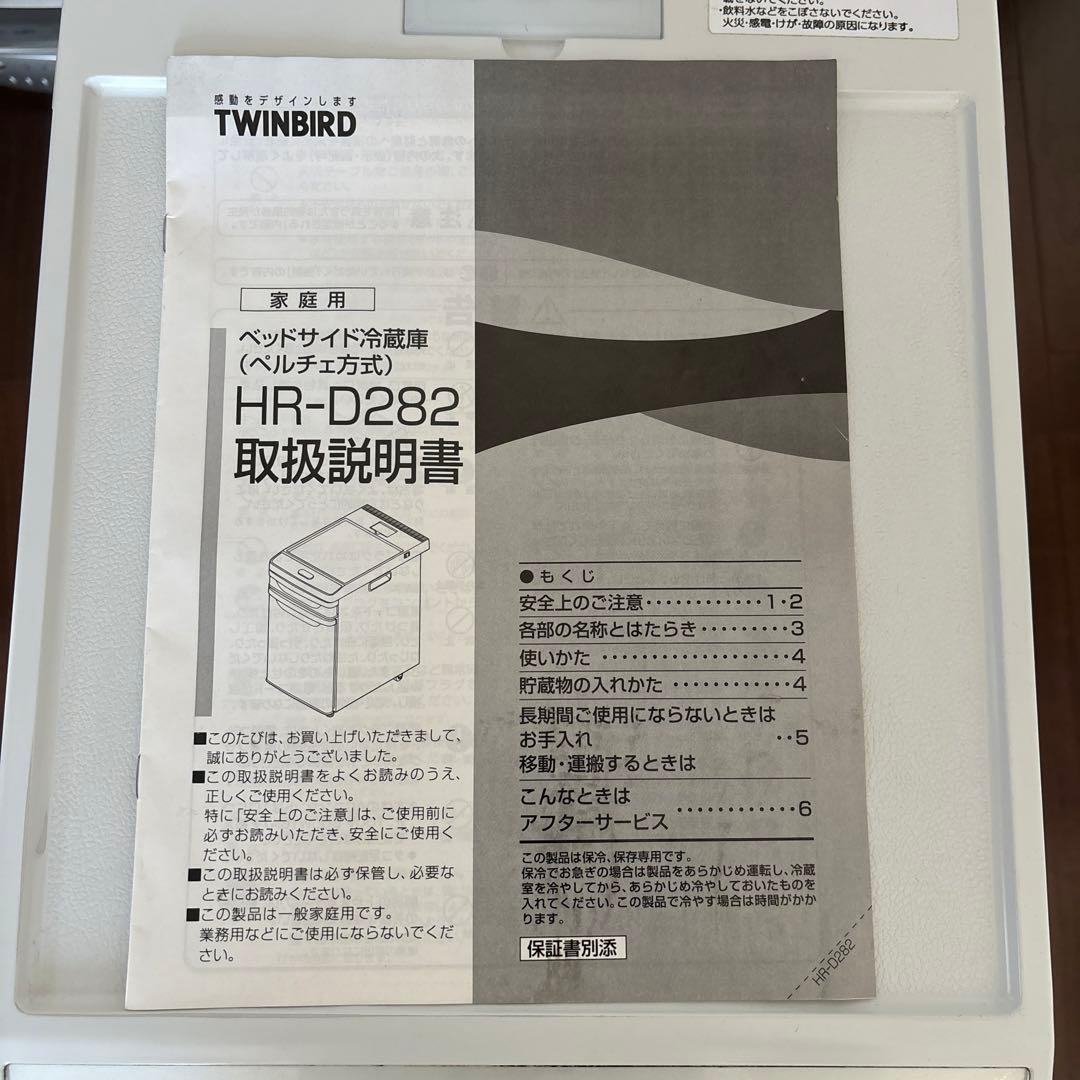 ・飲料水などをこぼさないでください。
火災・感電・けが・故障の原因になります。
感動をデザインします
TWINBIRD
家庭用
ベッドサイド冷蔵庫
(ペルチェ方式)
HR-D282
取扱説明書
■このたびは、お買い上げいただきまして、
誠にありがとうございました。
■この取扱説明書をよくお読みのうえ、
正しくご使用ください。
特に「安全上のご注意」は、ご使用前に
必ずお読みいただき、安全にご使用く
ださい。
■この取扱説明書は必ず保管し、必要な
ときにお読みください。
■この製品は一般家庭用です。
業務用などにご使用にならないでくだ
さい。
●もくじ
安全上のご注意・・・・・・・・・・・・1・2
各部の名称とはたらき・・・・・・・・・3
使いかた・・・・・・・・・・・・・・・・・・4
貯蔵物の入れかた・・・・・・・・・・・・4
長期間ご使用にならないときは
お手入れ ・・5
移動・運搬するときは
こんなときは
アフターサービス・・・・・・・・・・・・6
この製品は保冷、保存専用です。
保冷でお急ぎの場合は製品をあらかじめ運転し、冷蔵
室を冷やしてから、あらかじめ冷やしておいたものを
入れてください。この製品で冷やす場合は時間がかか
ります。
保証書別添
HR-D282